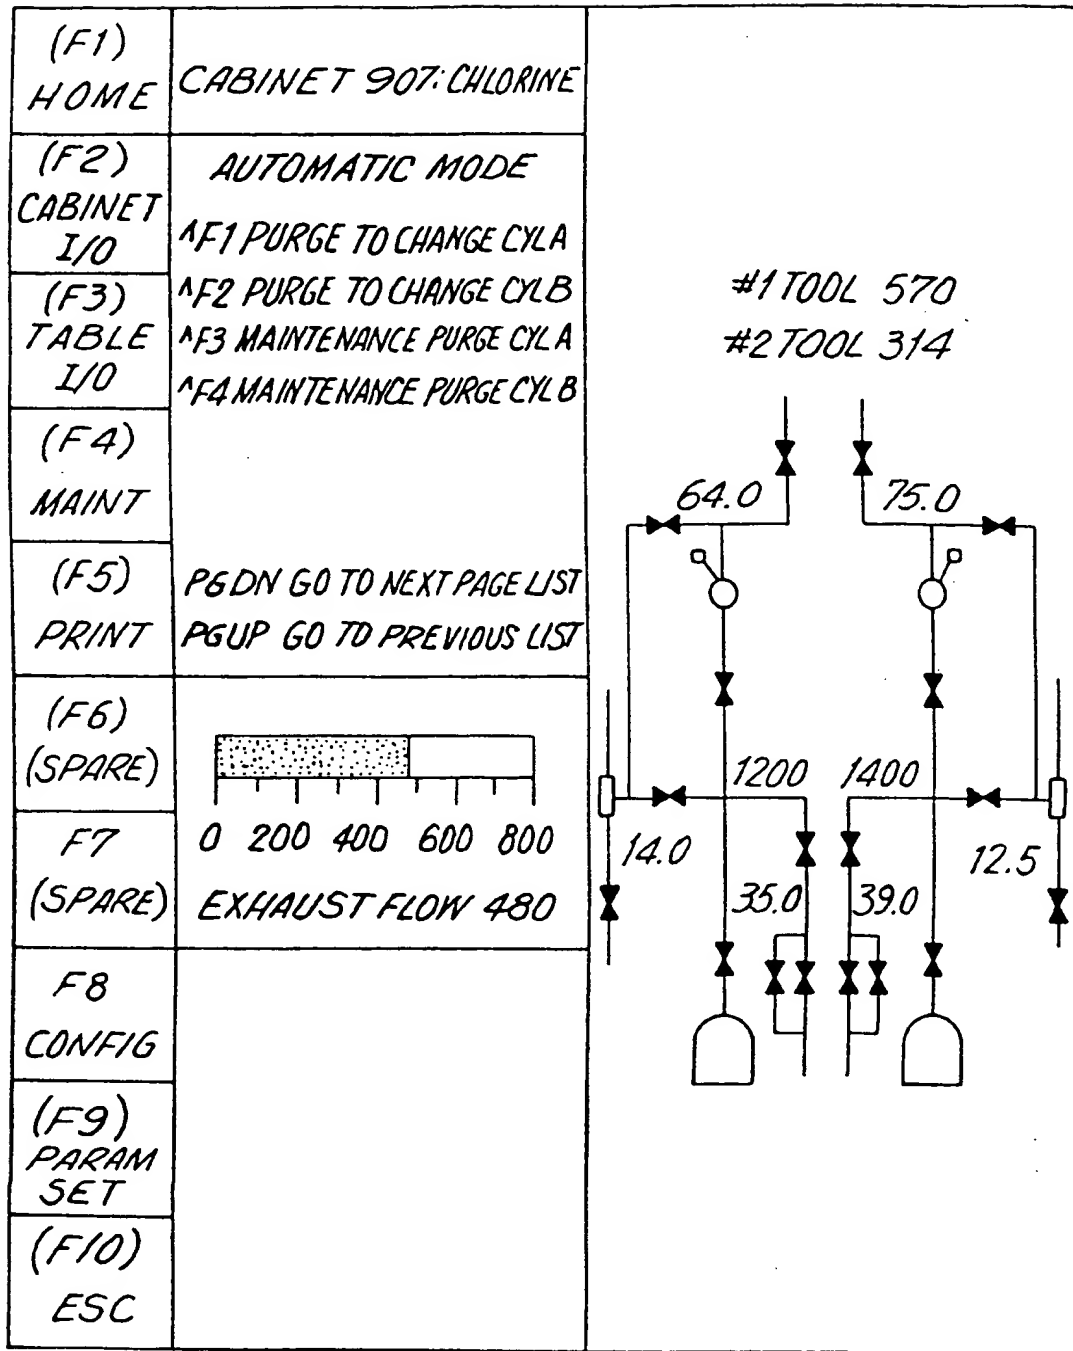 (F1)
HOME
CABINET 907: CHLORINE
(F2)
CABINET
I/O
(F3)
TABLE
I/O
(F4)
MAINT
(F5)
PRINT
AUTOMATIC MODE
^F1 PURGE TO CHANGE CYL A
^F2 PURGE TO CHANGE CYL B
^F3 MAINTENANCE PURGE CYL A
^F4 MAINTENANCE PURGE CYL B
PGDN GO TO NEXT PAGE LIST
PGUP GO TO PREVIOUS LIST
(F6)
(SPARE)
F7
(SPARE)
0 200 400 600 800
EXHAUST FLOW 480
F8
CONFIG
(F9)
PARAM
SET
(F10)
ESC
#1 TOOL 570
#2 TOOL 314
64.0 75.0
1200 1400
14.0 12.5
35.0 39.0